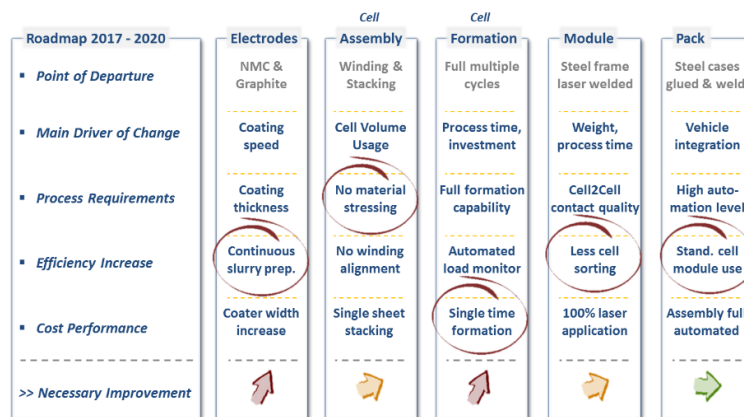 Cell
Cell
Roadmap 2017 - 2020
Electrodes
Assembly
Formation
Module
Pack
▪ Point of Departure
NMC &
Graphite
Winding &
Stacking
Full multiple
cycles
Steel frame
laser welded
Steel cases
glued & weld
▪ Main Driver of Change
Coating
speed
Cell Volume
Usage
Process time,
investment
Weight,
process time
Vehicle
integration
▪ Process Requirements
Coating
thickness
No material
stressing
Full formation
capability
Cell2Cell
contact quality
High auto-
mation level
▪ Efficiency Increase
Continuous
slurry prep.
No winding
alignment
Automated
load monitor
Less cell
sorting
Stand. cell
module use
▪ Cost Performance
Coater width
increase
Single sheet
stacking
Single time
formation
100% laser
application
Assembly full
automated
>> Necessary Improvement